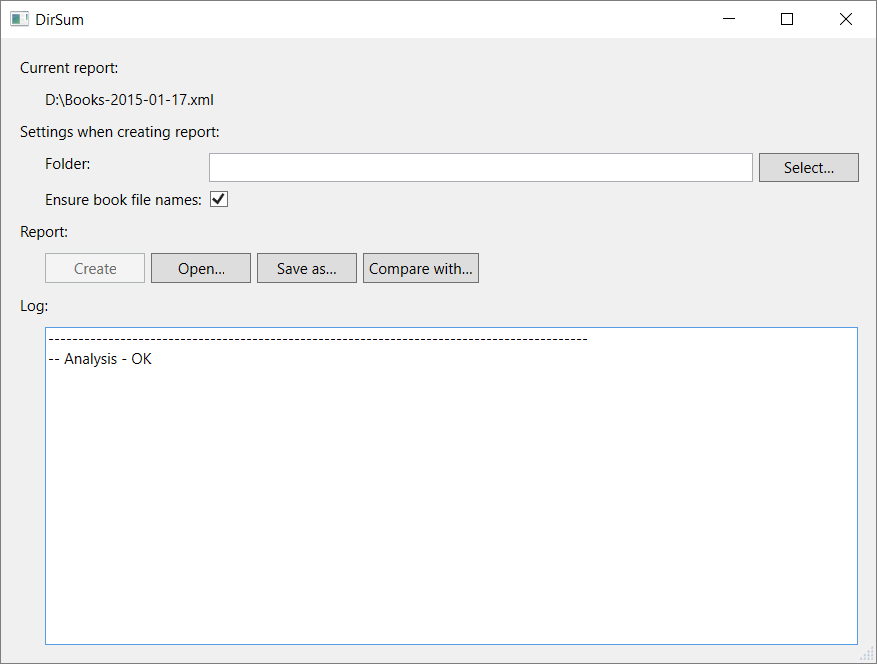 DirSum
Current report:
D:\Books-2015-01-17.xml
Settings when creating report:
Folder:
Select...
Ensure book file names:
Report:
Create Open... Save as... Compare with...
Log:
------------------------------------------------------------------------------------------
-- Analysis - OK